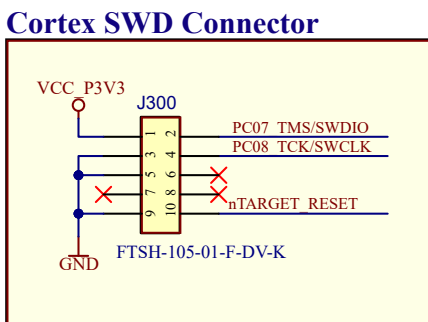 Cortex SWD Connector
VCC_P3V3
J300
1 2 PC07_TMS/SWDIO
3 4 PC08_TCK/SWCLK
5 6
7 8
9 10 nTARGET_RESET
GND
FTSH-105-01-F-DV-K